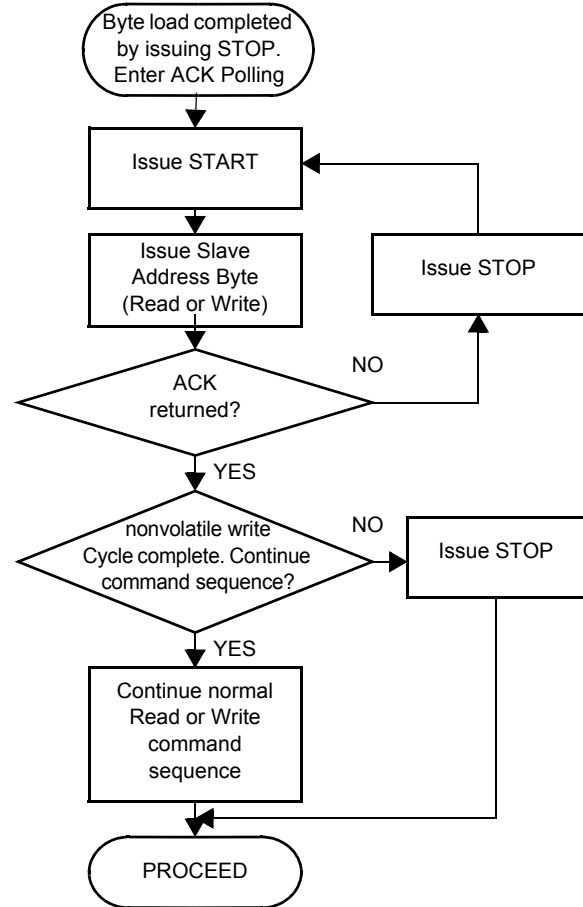 Byte load completed
by issuing STOP.
Enter ACK Polling
Issue START
Issue Slave
Address Byte
(Read or Write)
Issue STOP
ACK
returned?
NO
YES
nonvolatile write
Cycle complete. Continue
command sequence?
NO
Issue STOP
YES
Continue normal
Read or Write
command
sequence
PROCEED